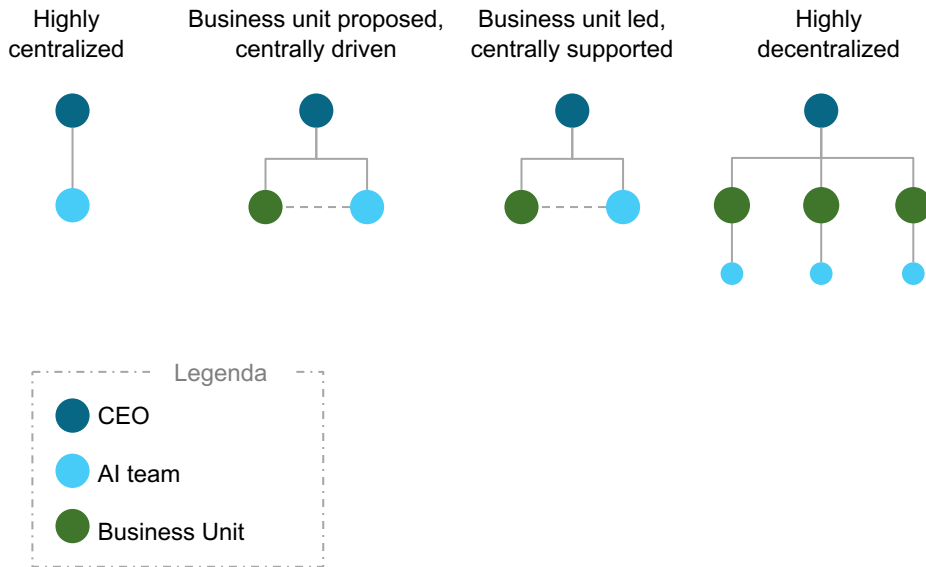 Highly
centralized
Business unit proposed,
centrally driven
Business unit led,
centrally supported
Highly
decentralized
Legenda
CEO
AI team
Business Unit